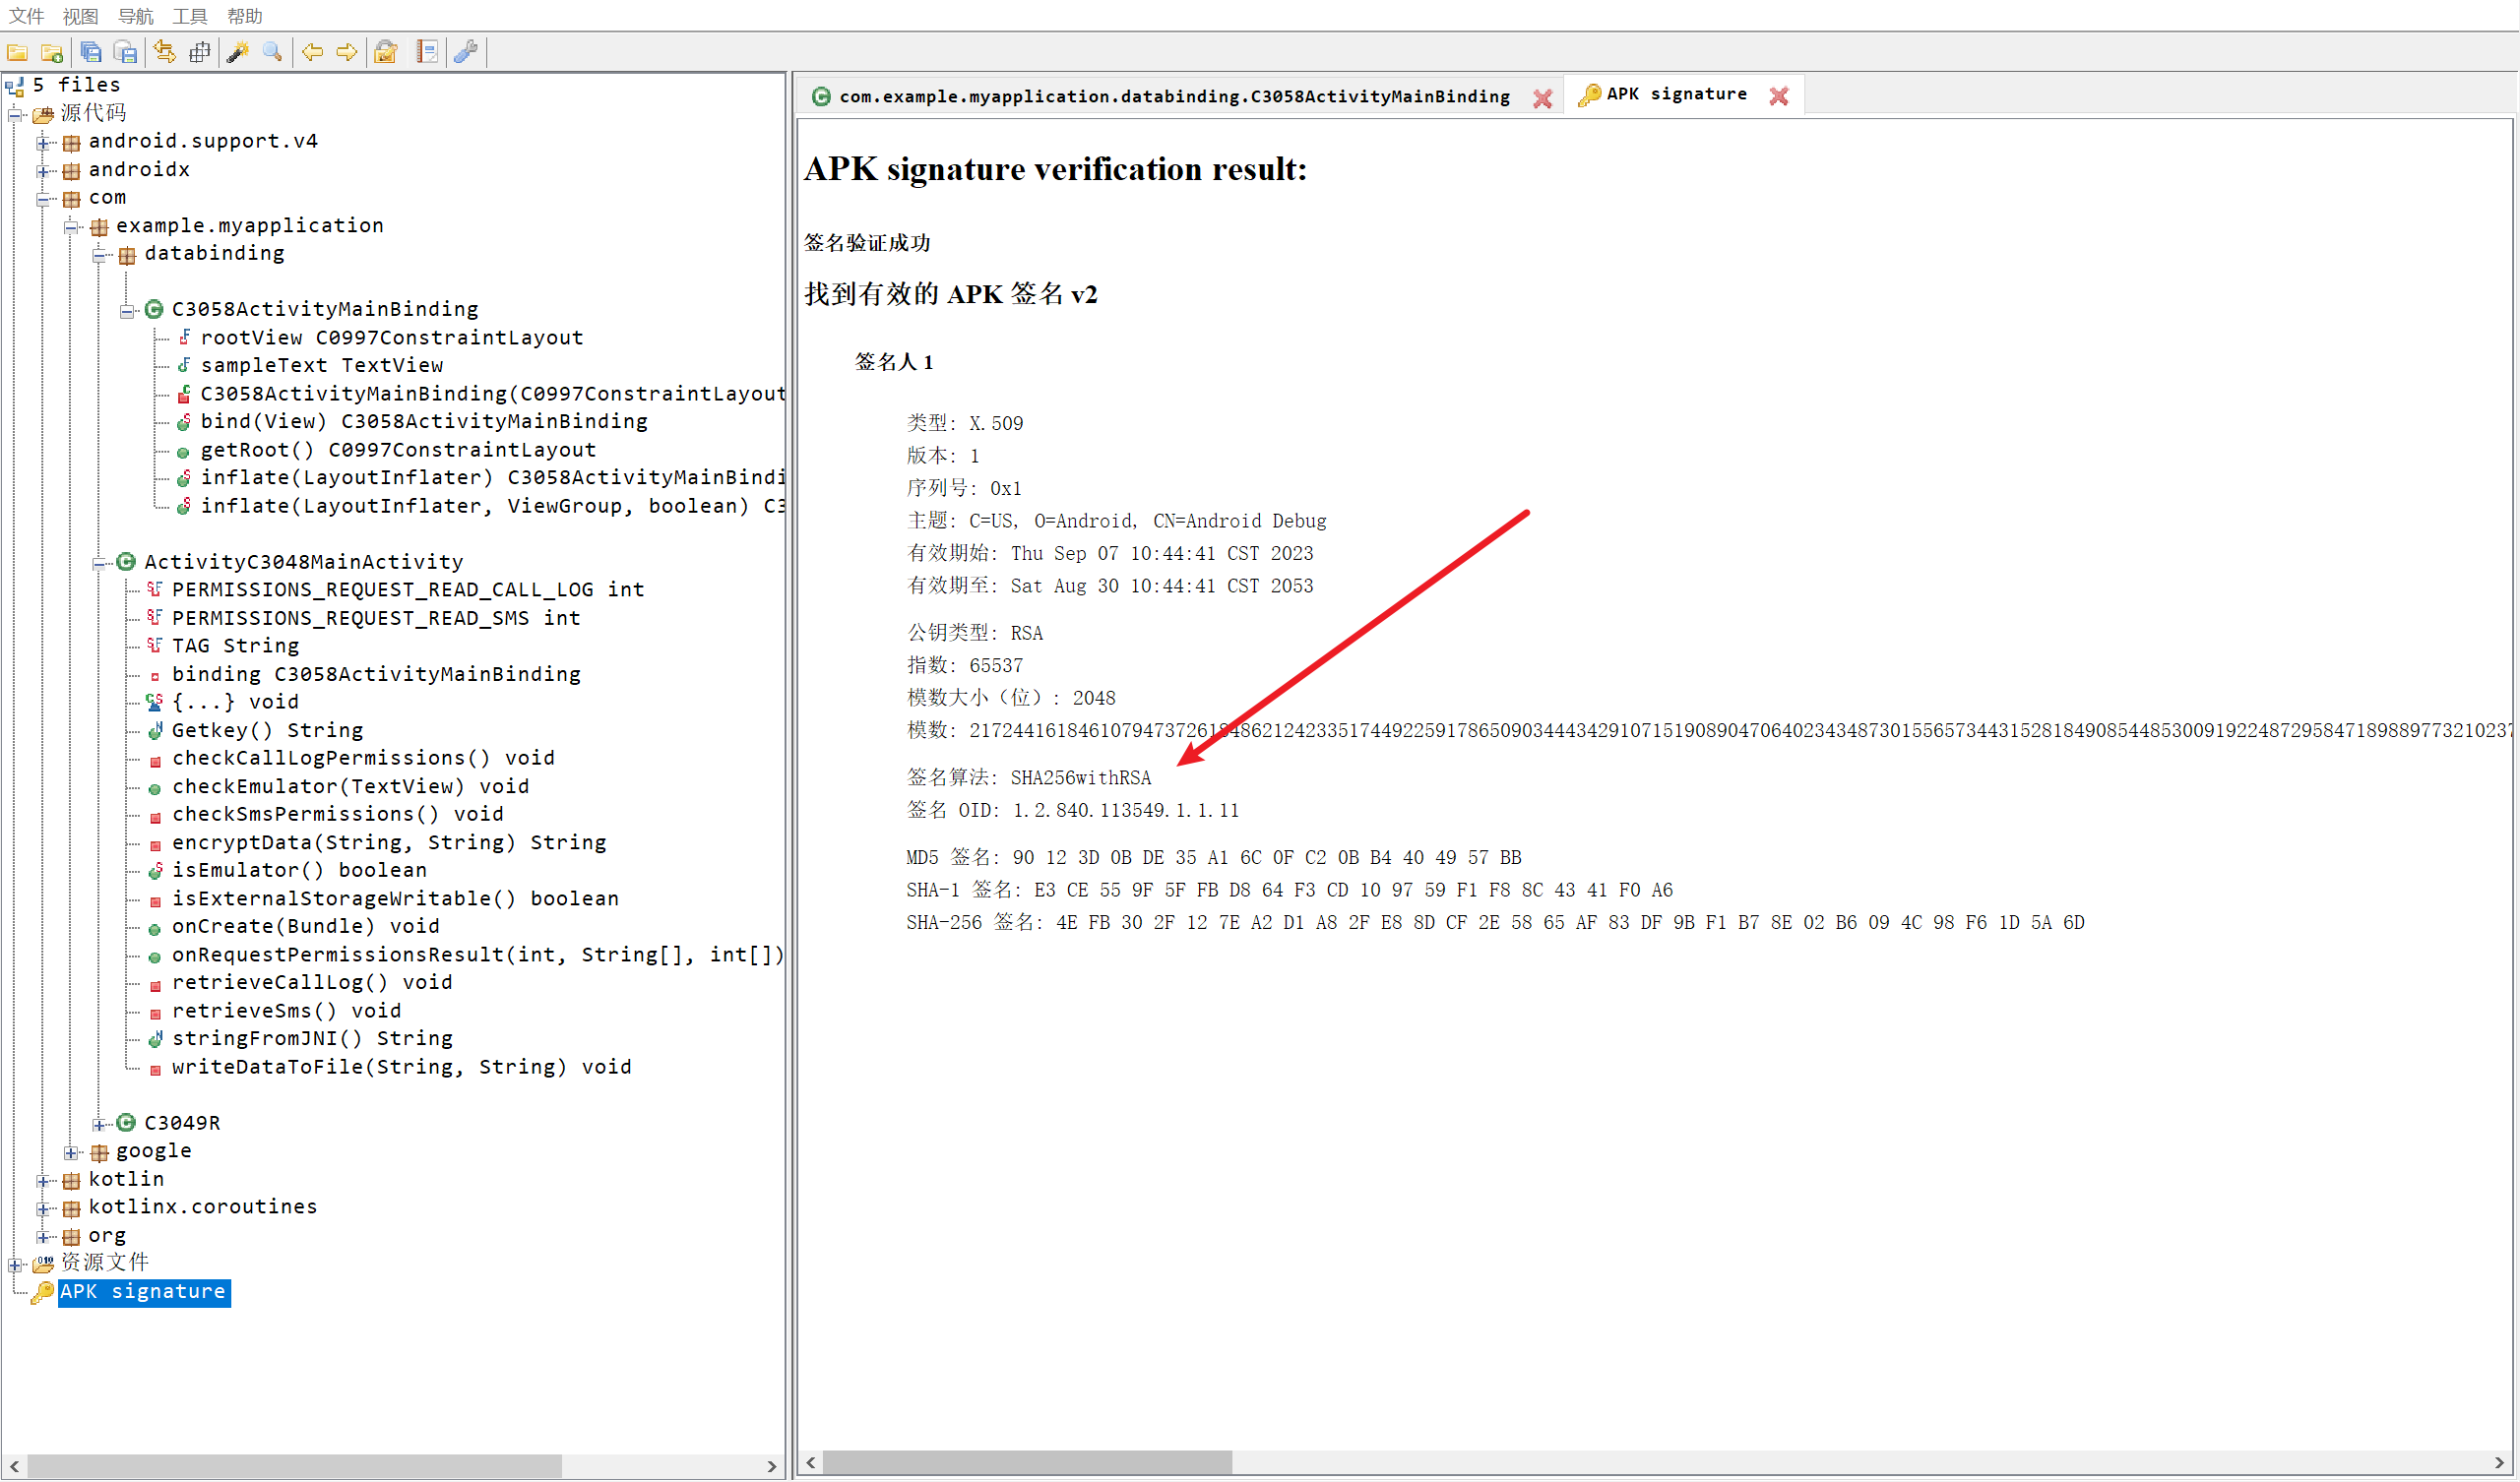 文件 视图 导航 工具 帮助
5 files
源代码
android.support.v4
androidx
com
example.myapplication
databinding
C3058ActivityMainBinding
rootView C0997ConstraintLayout
sampleText TextView
C3058ActivityMainBinding(C0997ConstraintLayout
bind(View) C3058ActivityMainBinding
getRoot() C0997ConstraintLayout
inflate(LayoutInflater) C3058ActivityMainBindi
inflate(LayoutInflater, ViewGroup, boolean) C3
ActivityC3048MainActivity
PERMISSIONS_REQUEST_READ_CALL_LOG int
PERMISSIONS_REQUEST_READ_SMS int
TAG String
binding C3058ActivityMainBinding
{...} void
Getkey() String
checkCallLogPermissions() void
checkEmulator(TextView) void
checkSmsPermissions() void
encryptData(String, String) String
isEmulator() boolean
isExternalStorageWritable() boolean
onCreate(Bundle) void
onRequestPermissionsResult(int, String[], int[])
retrieveCallLog() void
retrieveSms() void
stringFromJNI() String
writeDataToFile(String, String) void
C3049R
google
kotlin
kotlinx.coroutines
org
资源文件
APK signature
com.example.myapplication.databinding.C3058ActivityMainBinding
APK signature
APK signature verification result:
签名验证成功
找到有效的 APK 签名 v2
签名人 1
类型: X.509
版本: 1
序列号: 0x1
主题: C=US, O=Android, CN=Android Debug
有效期始: Thu Sep 07 10:44:41 CST 2023
有效期至: Sat Aug 30 10:44:41 CST 2053
公钥类型: RSA
指数: 65537
模数大小（位）: 2048
模数:
签名算法: SHA256withRSA
签名 OID: 1.2.840.113549.1.1.11
MD5 签名: 90 12 3D 0B DE 35 A1 6C 0F C2 0B B4 40 49 57 BB
SHA-1 签名: E3 CE 55 9F 5F FB D8 64 F3 CD 10 97 59 F1 F8 8C 43 41 F0 A6
SHA-256 签名: 4E FB 30 2F 12 7E A2 D1 A8 2F E8 8D CF 2E 58 65 AF 83 DF 9B F1 B7 8E 02 B6 09 4C 98 F6 1D 5A 6D